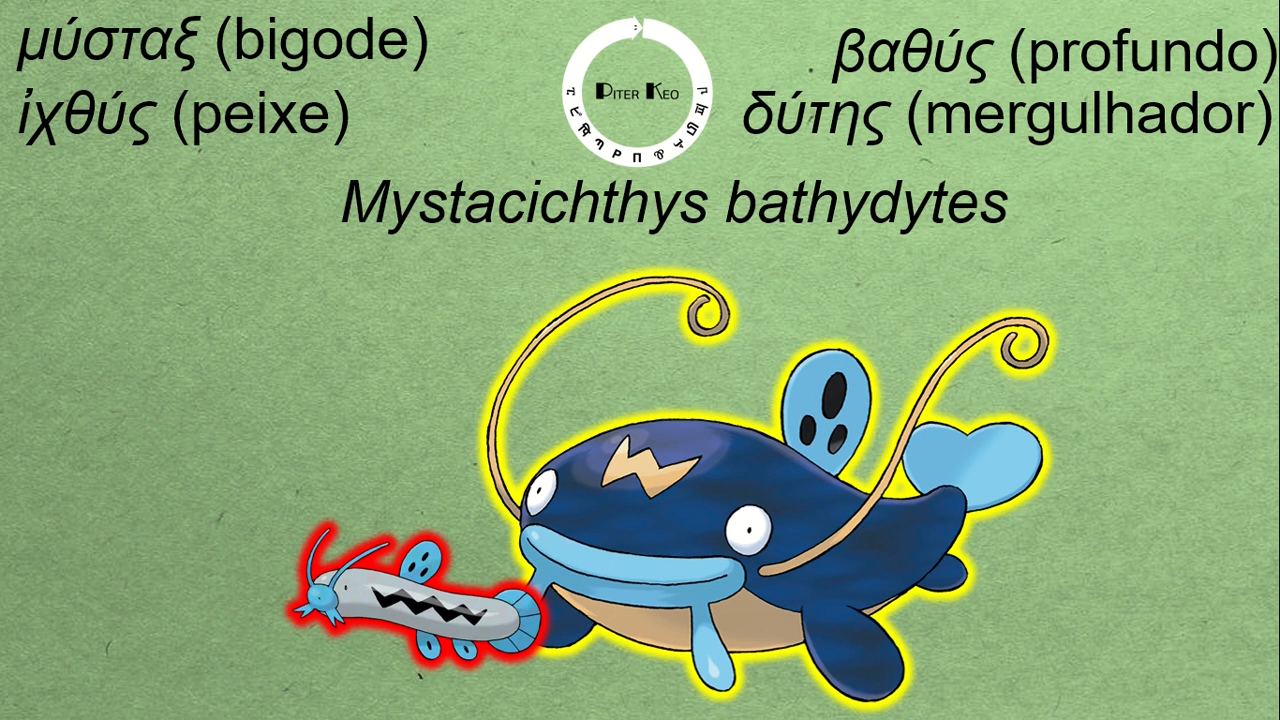 μύσταξ (bigode)
ἰχθύς (peixe)
PITER KEO
βαθύς (profundo)
δύτης (mergulhador)
Mystacichthys bathydytes